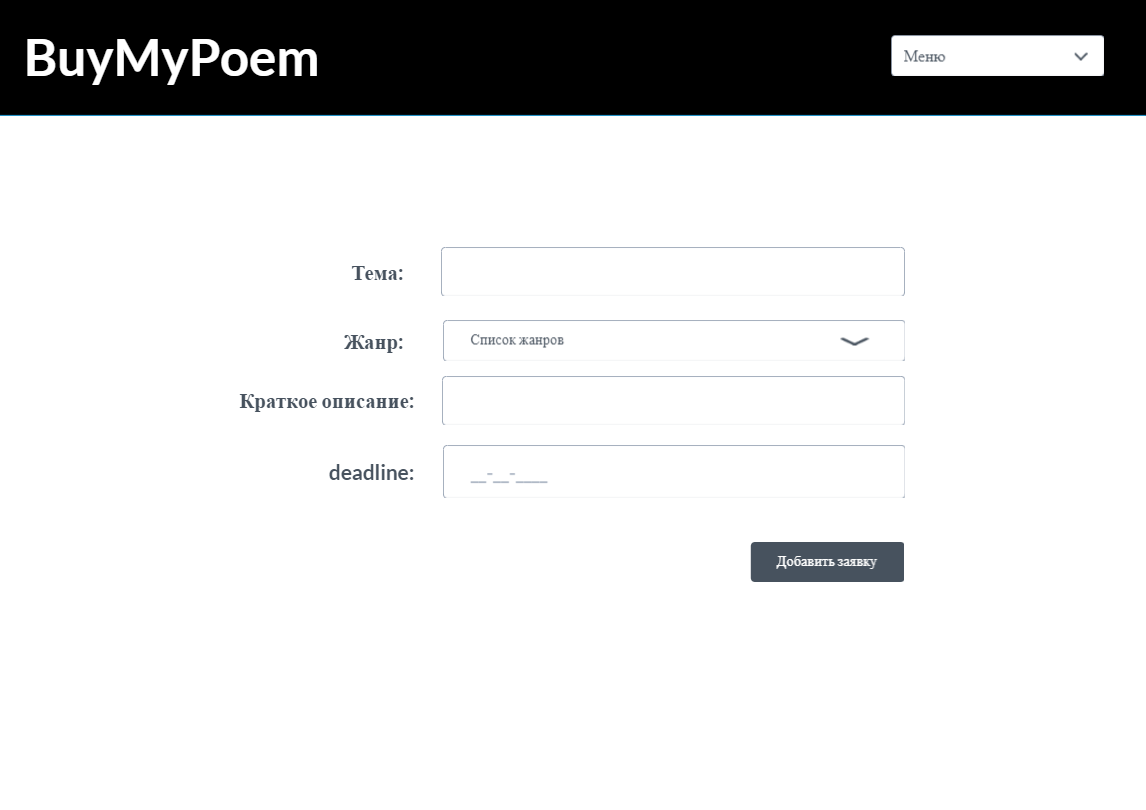 BuyMyPoem
Меню
Тема:
Жанр:
Список жанров
Краткое описание:
deadline:
__-__-____
Добавить заявку